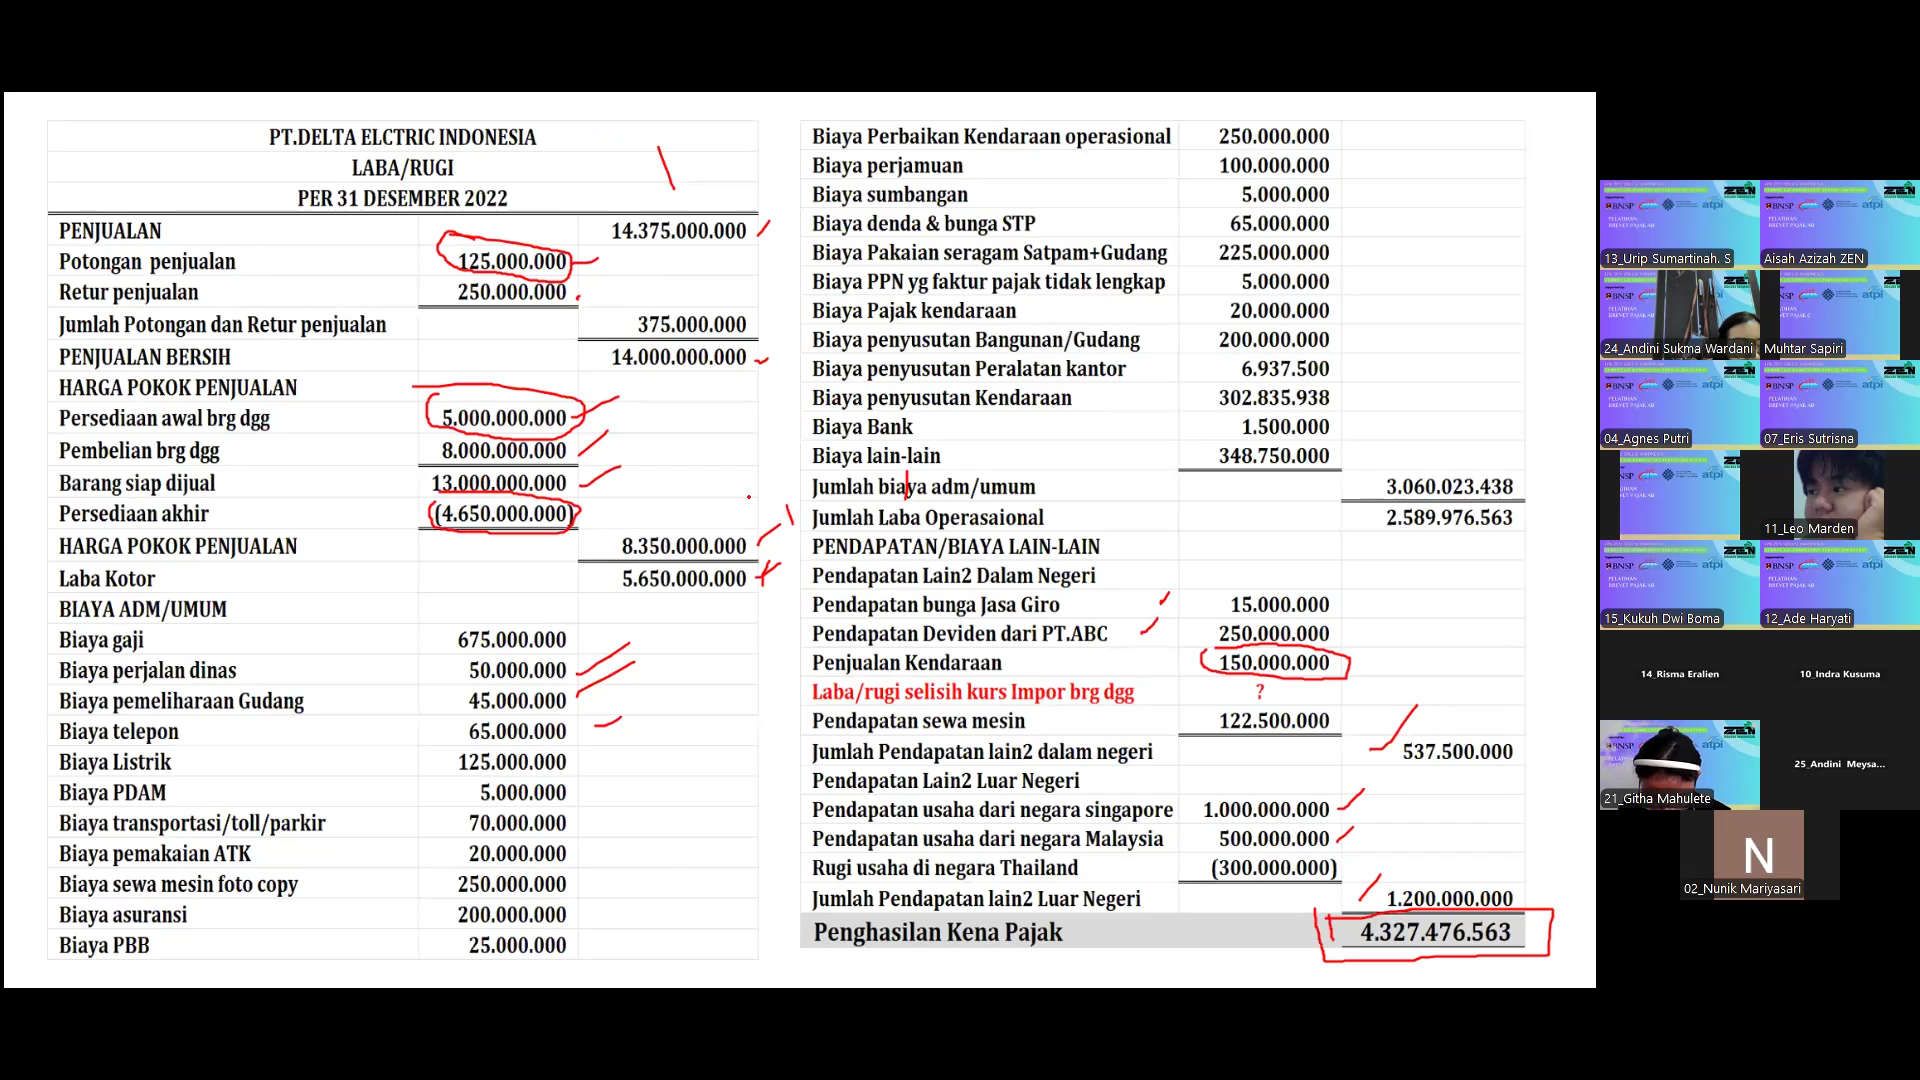 PT.DELTA ELCTRIC INDONESIA
LABA/RUGI
PER 31 DESEMBER 2022
PENJUALAN 14.375.000.000
Potongan penjualan 125.000.000
Retur penjualan 250.000.000
Jumlah Potongan dan Retur penjualan 375.000.000
PENJUALAN BERSIH 14.000.000.000
HARGA POKOK PENJUALAN
Persediaan awal brg dgg 5.000.000.000
Pembelian brg dgg 8.000.000.000
Barang siap dijual 13.000.000.000
Persediaan akhir (4.650.000.000)
HARGA POKOK PENJUALAN 8.350.000.000
Laba Kotor 5.650.000.000
BIAYA ADM/UMUM
Biaya gaji 675.000.000
Biaya perjalan dinas 50.000.000
Biaya pemeliharaan Gudang 45.000.000
Biaya telepon 65.000.000
Biaya Listrik 125.000.000
Biaya PDAM 5.000.000
Biaya transportasi/toll/parkir 70.000.000
Biaya pemakaian ATK 20.000.000
Biaya sewa mesin foto copy 250.000.000
Biaya asuransi 200.000.000
Biaya PBB 25.000.000
Biaya Perbaikan Kendaraan operasional 250.000.000
Biaya perjamuan 100.000.000
Biaya sumbangan 5.000.000
Biaya denda & bunga STP 65.000.000
Biaya Pakaian seragam Satpam+Gudang 225.000.000
Biaya PPN yg faktur pajak tidak lengkap 5.000.000
Biaya Pajak kendaraan 20.000.000
Biaya penyusutan Bangunan/Gudang 200.000.000
Biaya penyusutan Peralatan kantor 6.937.500
Biaya penyusutan Kendaraan 302.835.938
Biaya Bank 1.500.000
Biaya lain-lain 348.750.000
Jumlah biaya adm/umum 3.060.023.438
Jumlah Laba Operasaional 2.589.976.563
PENDAPATAN/BIAYA LAIN-LAIN
Pendapatan Lain2 Dalam Negeri
Pendapatan bunga Jasa Giro 15.000.000
Pendapatan Deviden dari PT.ABC 250.000.000
Penjualan Kendaraan 150.000.000
Laba/rugi selisih kurs Impor brg dgg ?
Pendapatan sewa mesin 122.500.000
Jumlah Pendapatan lain2 dalam negeri 537.500.000
Pendapatan Lain2 Luar Negeri
Pendapatan usaha dari negara singapore 1.000.000.000
Pendapatan usaha dari negara Malaysia 500.000.000
Rugi usaha di negara Thailand (300.000.000)
Jumlah Pendapatan lain2 Luar Negeri 1.200.000.000
Penghasilan Kena Pajak 4.327.476.563
13_Urip Sumartinah. S
Aisah Azizah ZEN
24_Andini Sukma Wardani
Muhtar Sapiri
04_Agnes Putri
07_Eris Sutrisna
11_Leo Marden
15_Kukuh Dwi Boma
12_Ade Haryati
14_Risma Eralien
10_Indra Kusuma
21_Githa Mahulete
25_Andini Meysa...
N
02_Nunik Mariyasari